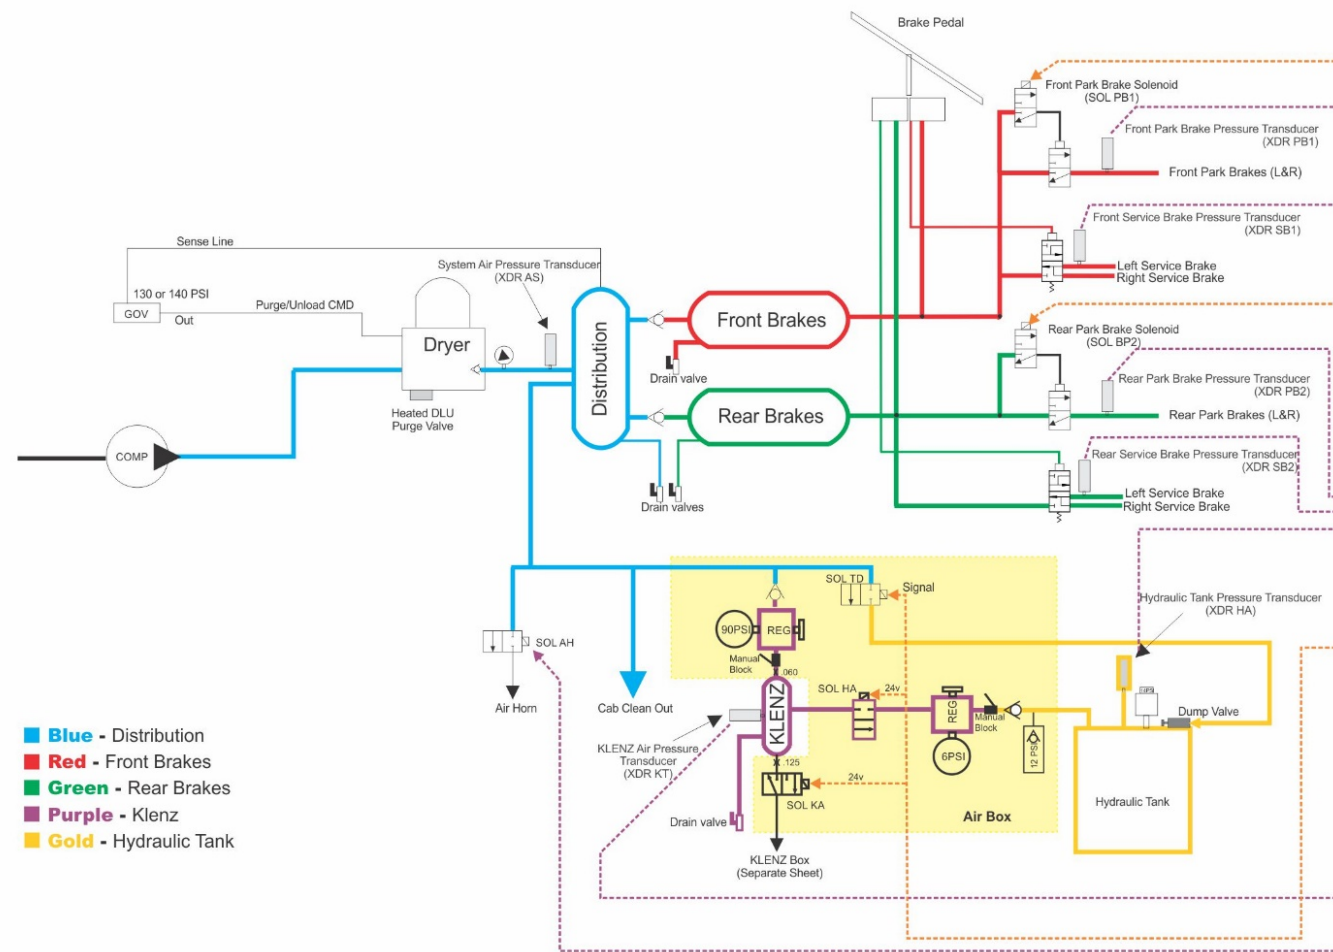 Brake Pedal
Front Park Brake Solenoid
(SOL PB1)
Front Park Brake Pressure Transducer
(XDR PB1)
Front Park Brakes (L&R)
Front Service Brake Pressure Transducer
(XDR SB1)
Left Service Brake
Right Service Brake
Sense Line
System Air Pressure Transducer
(XDR AS)
130 or 140 PSI
GOV
Out
Purge/Unload CMD
Dryer
Heated DLU
Purge Valve
COMP
Distribution
Front Brakes
Drain valve
Rear Brakes
Drain valves
Rear Park Brake Solenoid
(SOL BP2)
Rear Park Brake Pressure Transducer
(XDR PB2)
Rear Park Brakes (L&R)
Rear Service Brake Pressure Transducer
(XDR SB2)
Left Service Brake
Right Service Brake
SOL TD
Signal
Hydraulic Tank Pressure Transducer
(XDR HA)
90PSI
REG
SOL AH
Manual
Block
.060
SOL HA
24v
Air Horn
Cab Clean Out
KLENZ
REG
Manual
Block
Dump Valve
KLENZ Air Pressure
Transducer
(XDR KT)
6PSI
12 PSI
.125
24v
SOL KA
Hydraulic Tank
Drain valve
Air Box
KLENZ Box
(Separate Sheet)
Blue - Distribution
Red - Front Brakes
Green - Rear Brakes
Purple - Klenz
Gold - Hydraulic Tank